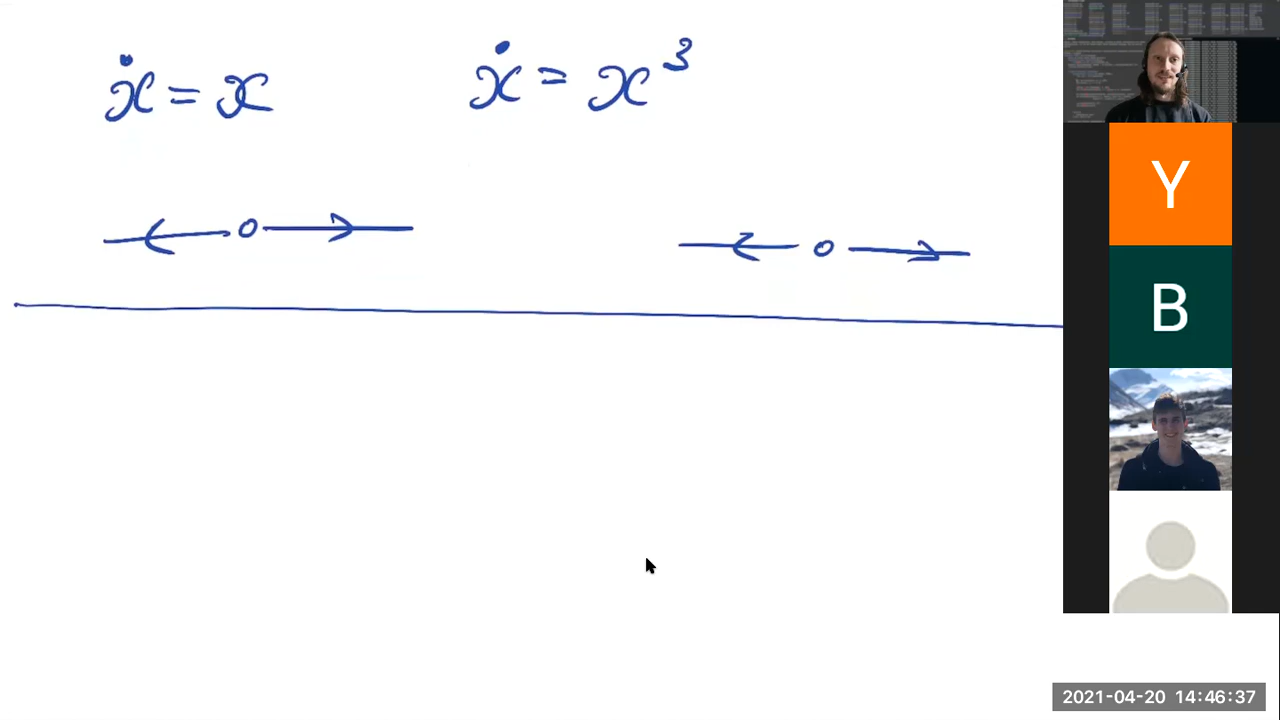 ẋ = x
ẋ = x³
Y
B
2021-04-20 14:46:37